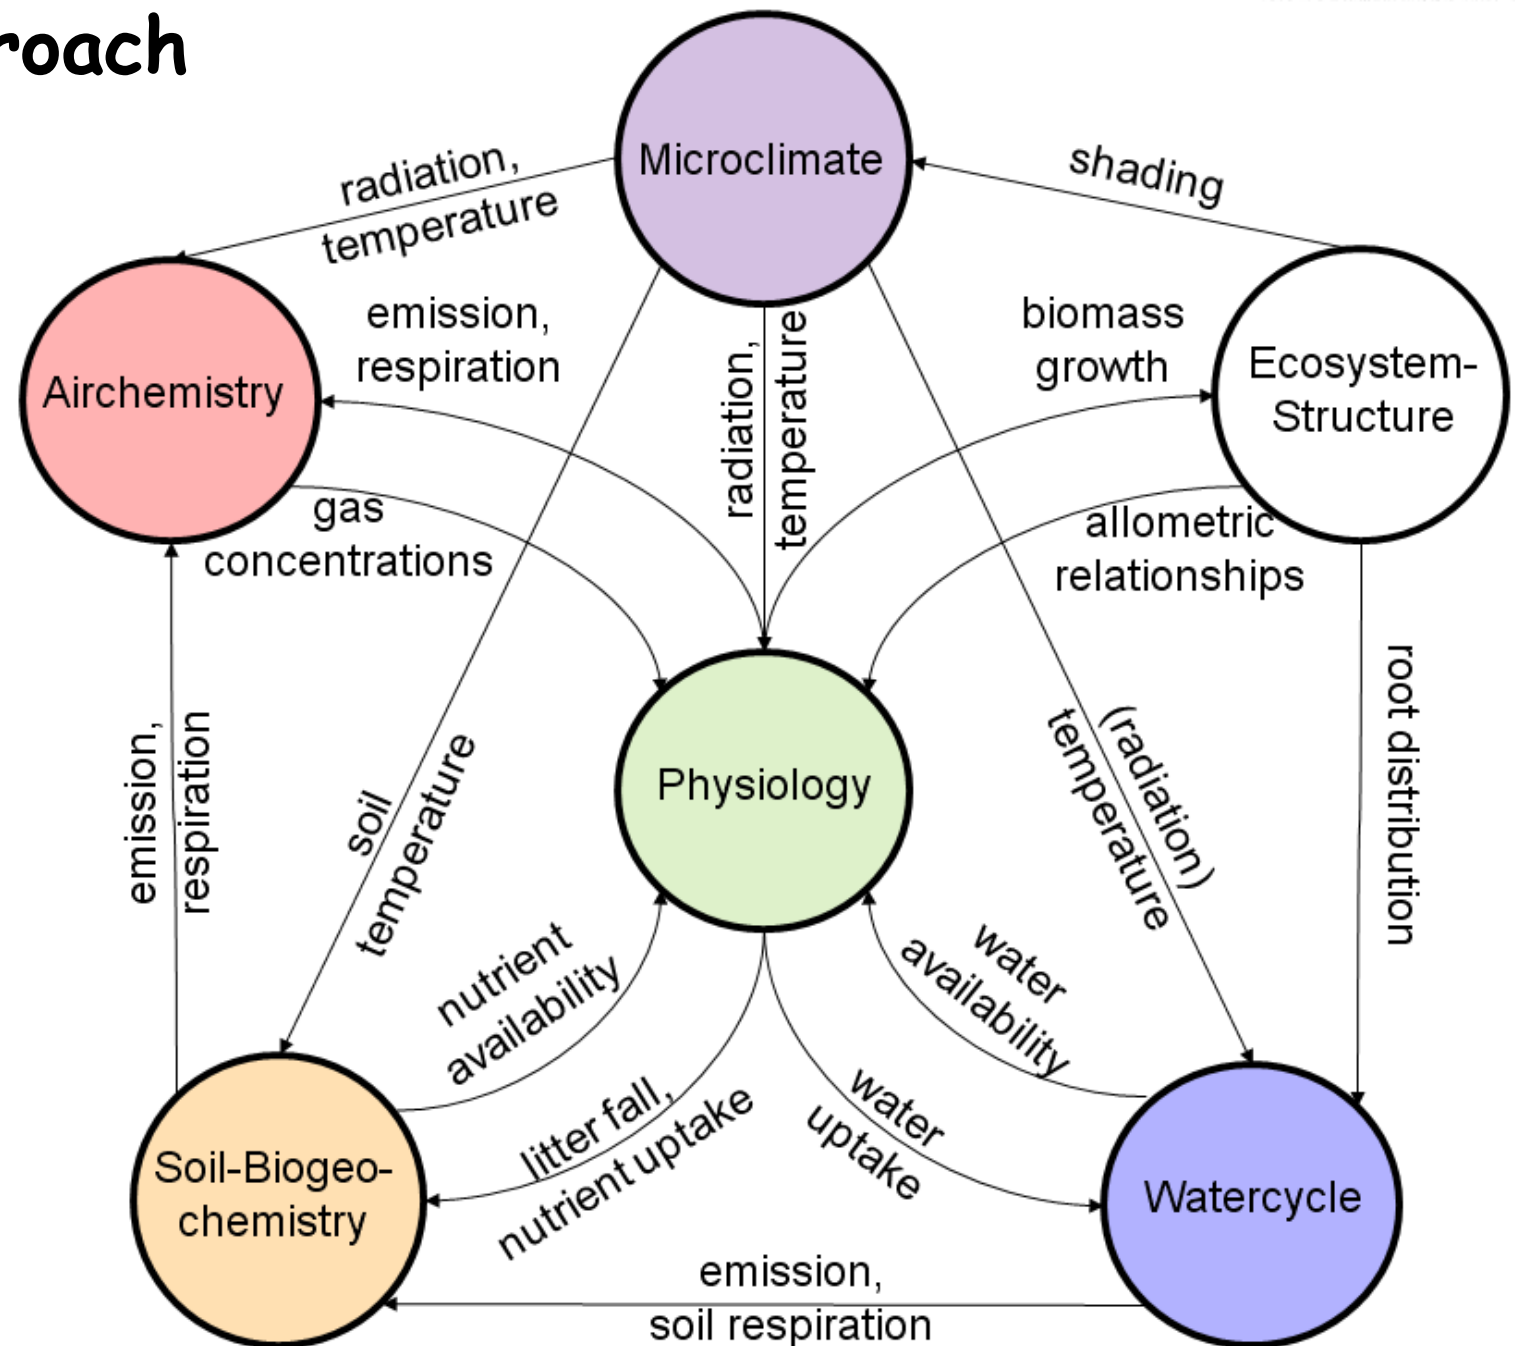 roach
Microclimate
radiation,
temperature
shading
emission,
respiration
radiation,
temperature
biomass
growth
Airchemistry
Ecosystem-
Structure
gas
concentrations
allometric
relationships
emission,
respiration
soil
temperature
Physiology
(radiation)
temperature
root distribution
nutrient
availability
water
availability
litter fall,
nutrient uptake
water
uptake
Soil-Biogeo-
chemistry
Watercycle
emission,
soil respiration